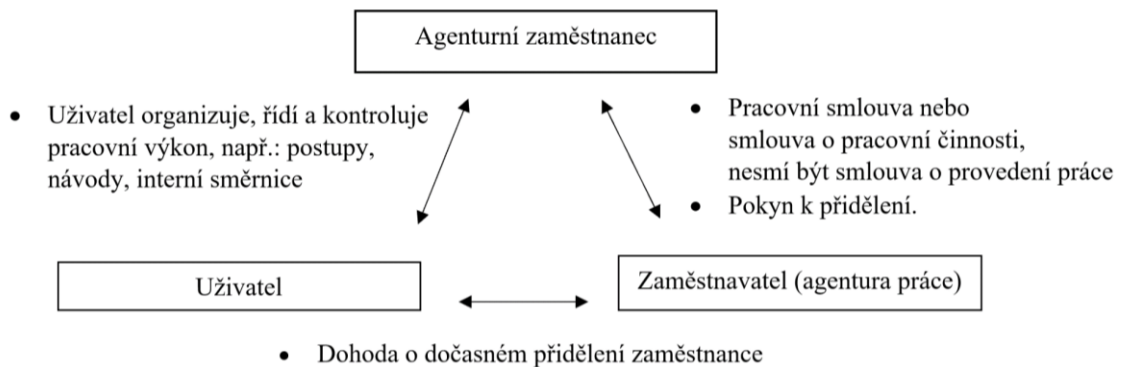 Agenturní zaměstnanec
• Uživatel organizuje, řídí a kontroluje
pracovní výkon, např.: postupy,
návody, interní směrnice
• Pracovní smlouva nebo
smlouva o pracovní činnosti,
nesmí být smlouva o provedení práce
• Pokyn k přidělení.
Uživatel
Zaměstnavatel (agentura práce)
• Dohoda o dočasném přidělení zaměstnance